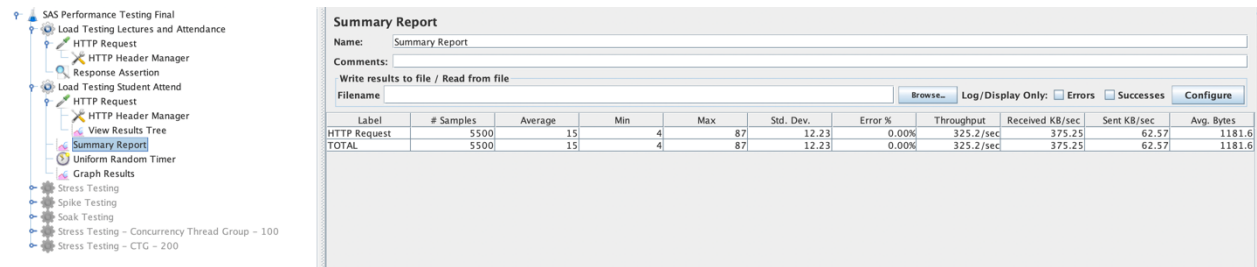 SAS Performance Testing Final
Load Testing Lectures and Attendance
HTTP Request
HTTP Header Manager
Response Assertion
Load Testing Student Attend
HTTP Request
HTTP Header Manager
View Results Tree
Summary Report
Uniform Random Timer
Graph Results
Stress Testing
Spike Testing
Soak Testing
Stress Testing - Concurrency Thread Group - 100
Stress Testing - CTG - 200
Summary Report
Name: Summary Report
Comments:
Write results to file / Read from file
Filename Browse... Log/Display Only: Errors Successes Configure
Label # Samples Average Min Max Std. Dev. Error % Throughput Received KB/sec Sent KB/sec Avg. Bytes
HTTP Request 5500 15 4 87 12.23 0.00% 325.2/sec 375.25 62.57 1181.6
TOTAL 5500 15 4 87 12.23 0.00% 325.2/sec 375.25 62.57 1181.6